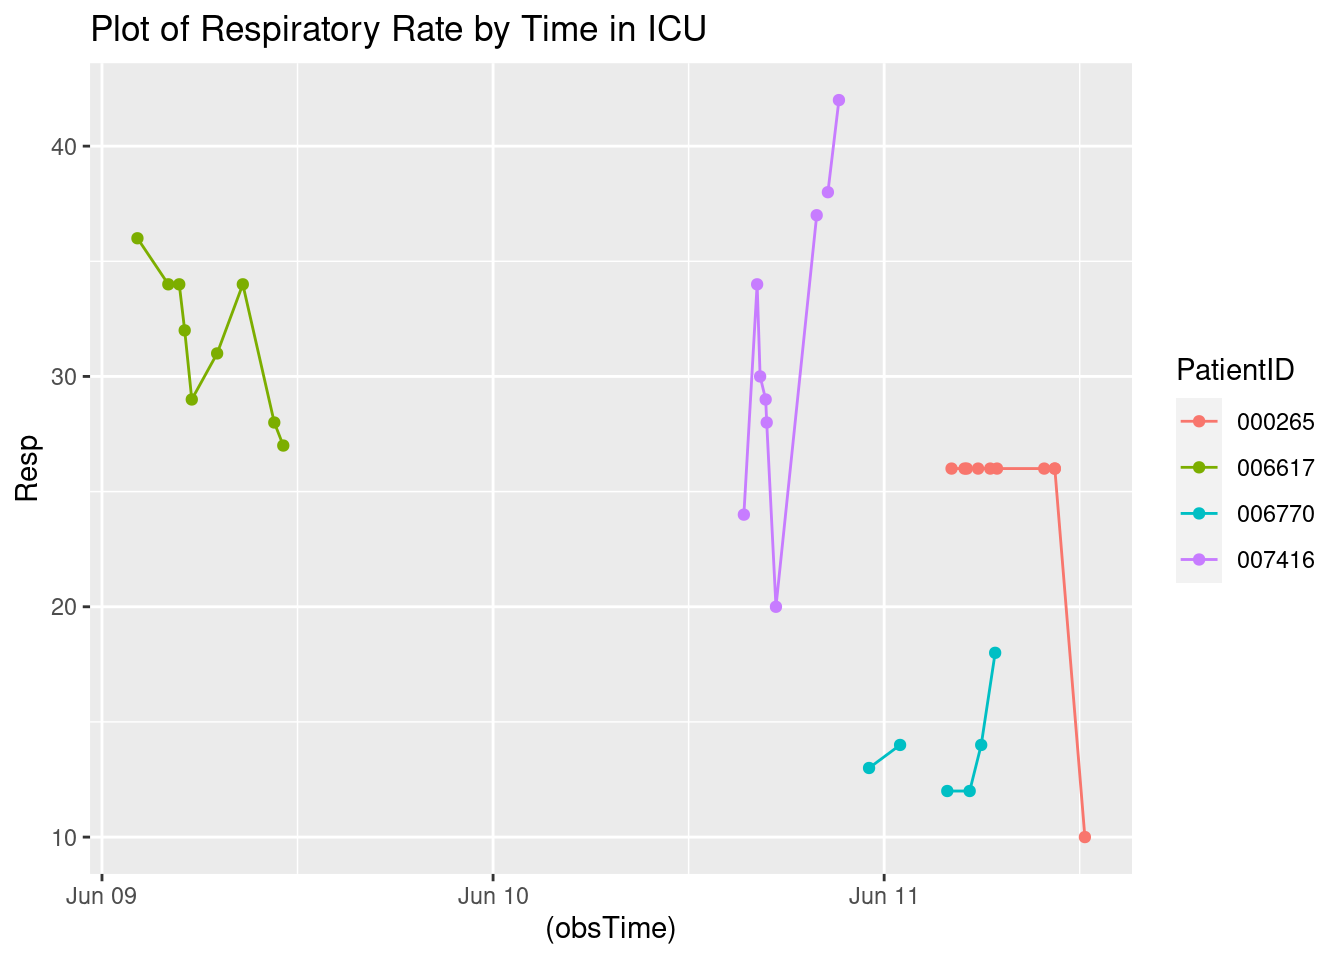 Plot of Respiratory Rate by Time in ICU
40
30
20
10
Resp
Jun 09
Jun 10
Jun 11
(obsTime)
PatientID
000265
006617
006770
007416